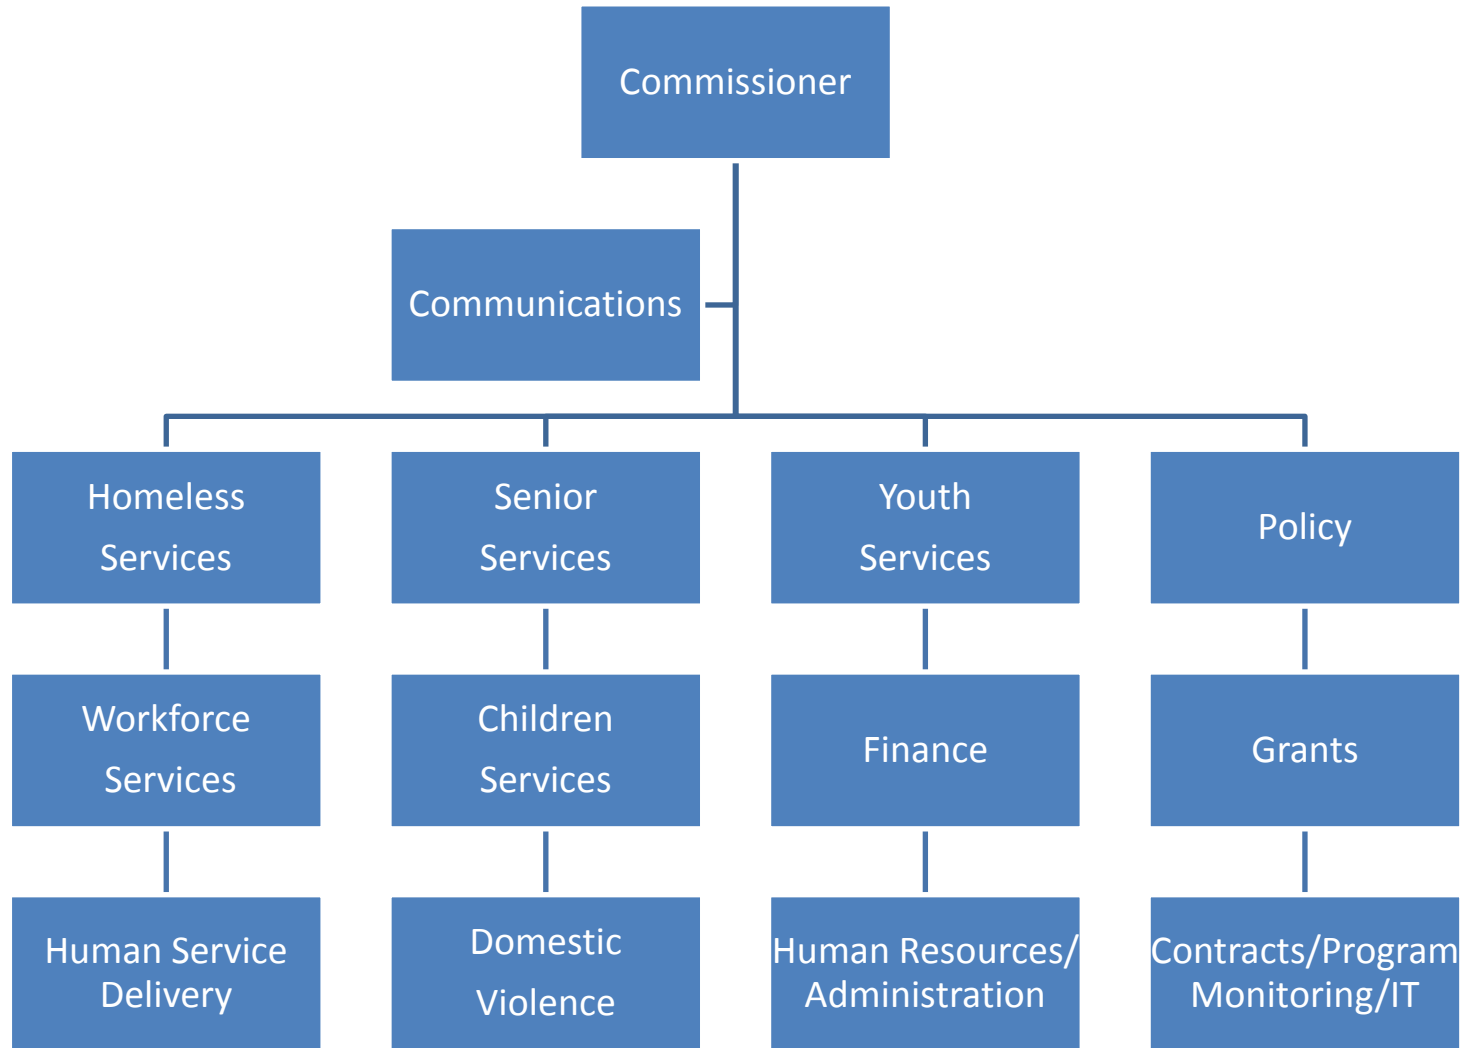 Commissioner
Communications
Homeless
Services
Senior
Services
Youth
Services
Policy
Workforce
Services
Children
Services
Finance
Grants
Human Service
Delivery
Domestic
Violence
Human Resources/
Administration
Contracts/Program
Monitoring/IT